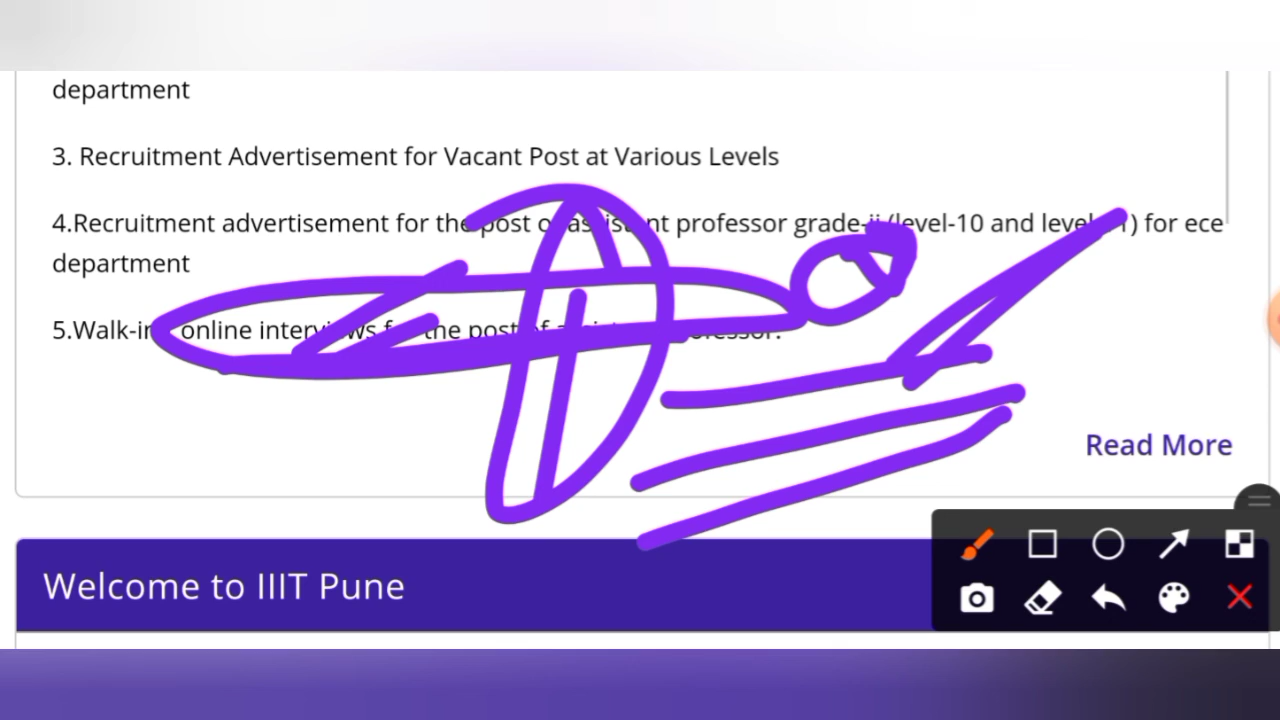 department
3. Recruitment Advertisement for Vacant Post at Various Levels
4.Recruitment advertisement for the post of assistant professor grade-ii (level-10 and level-11) for ece
department
5.Walk-in online interviews for the post of assistant professor.
Read More
Welcome to IIIT Pune